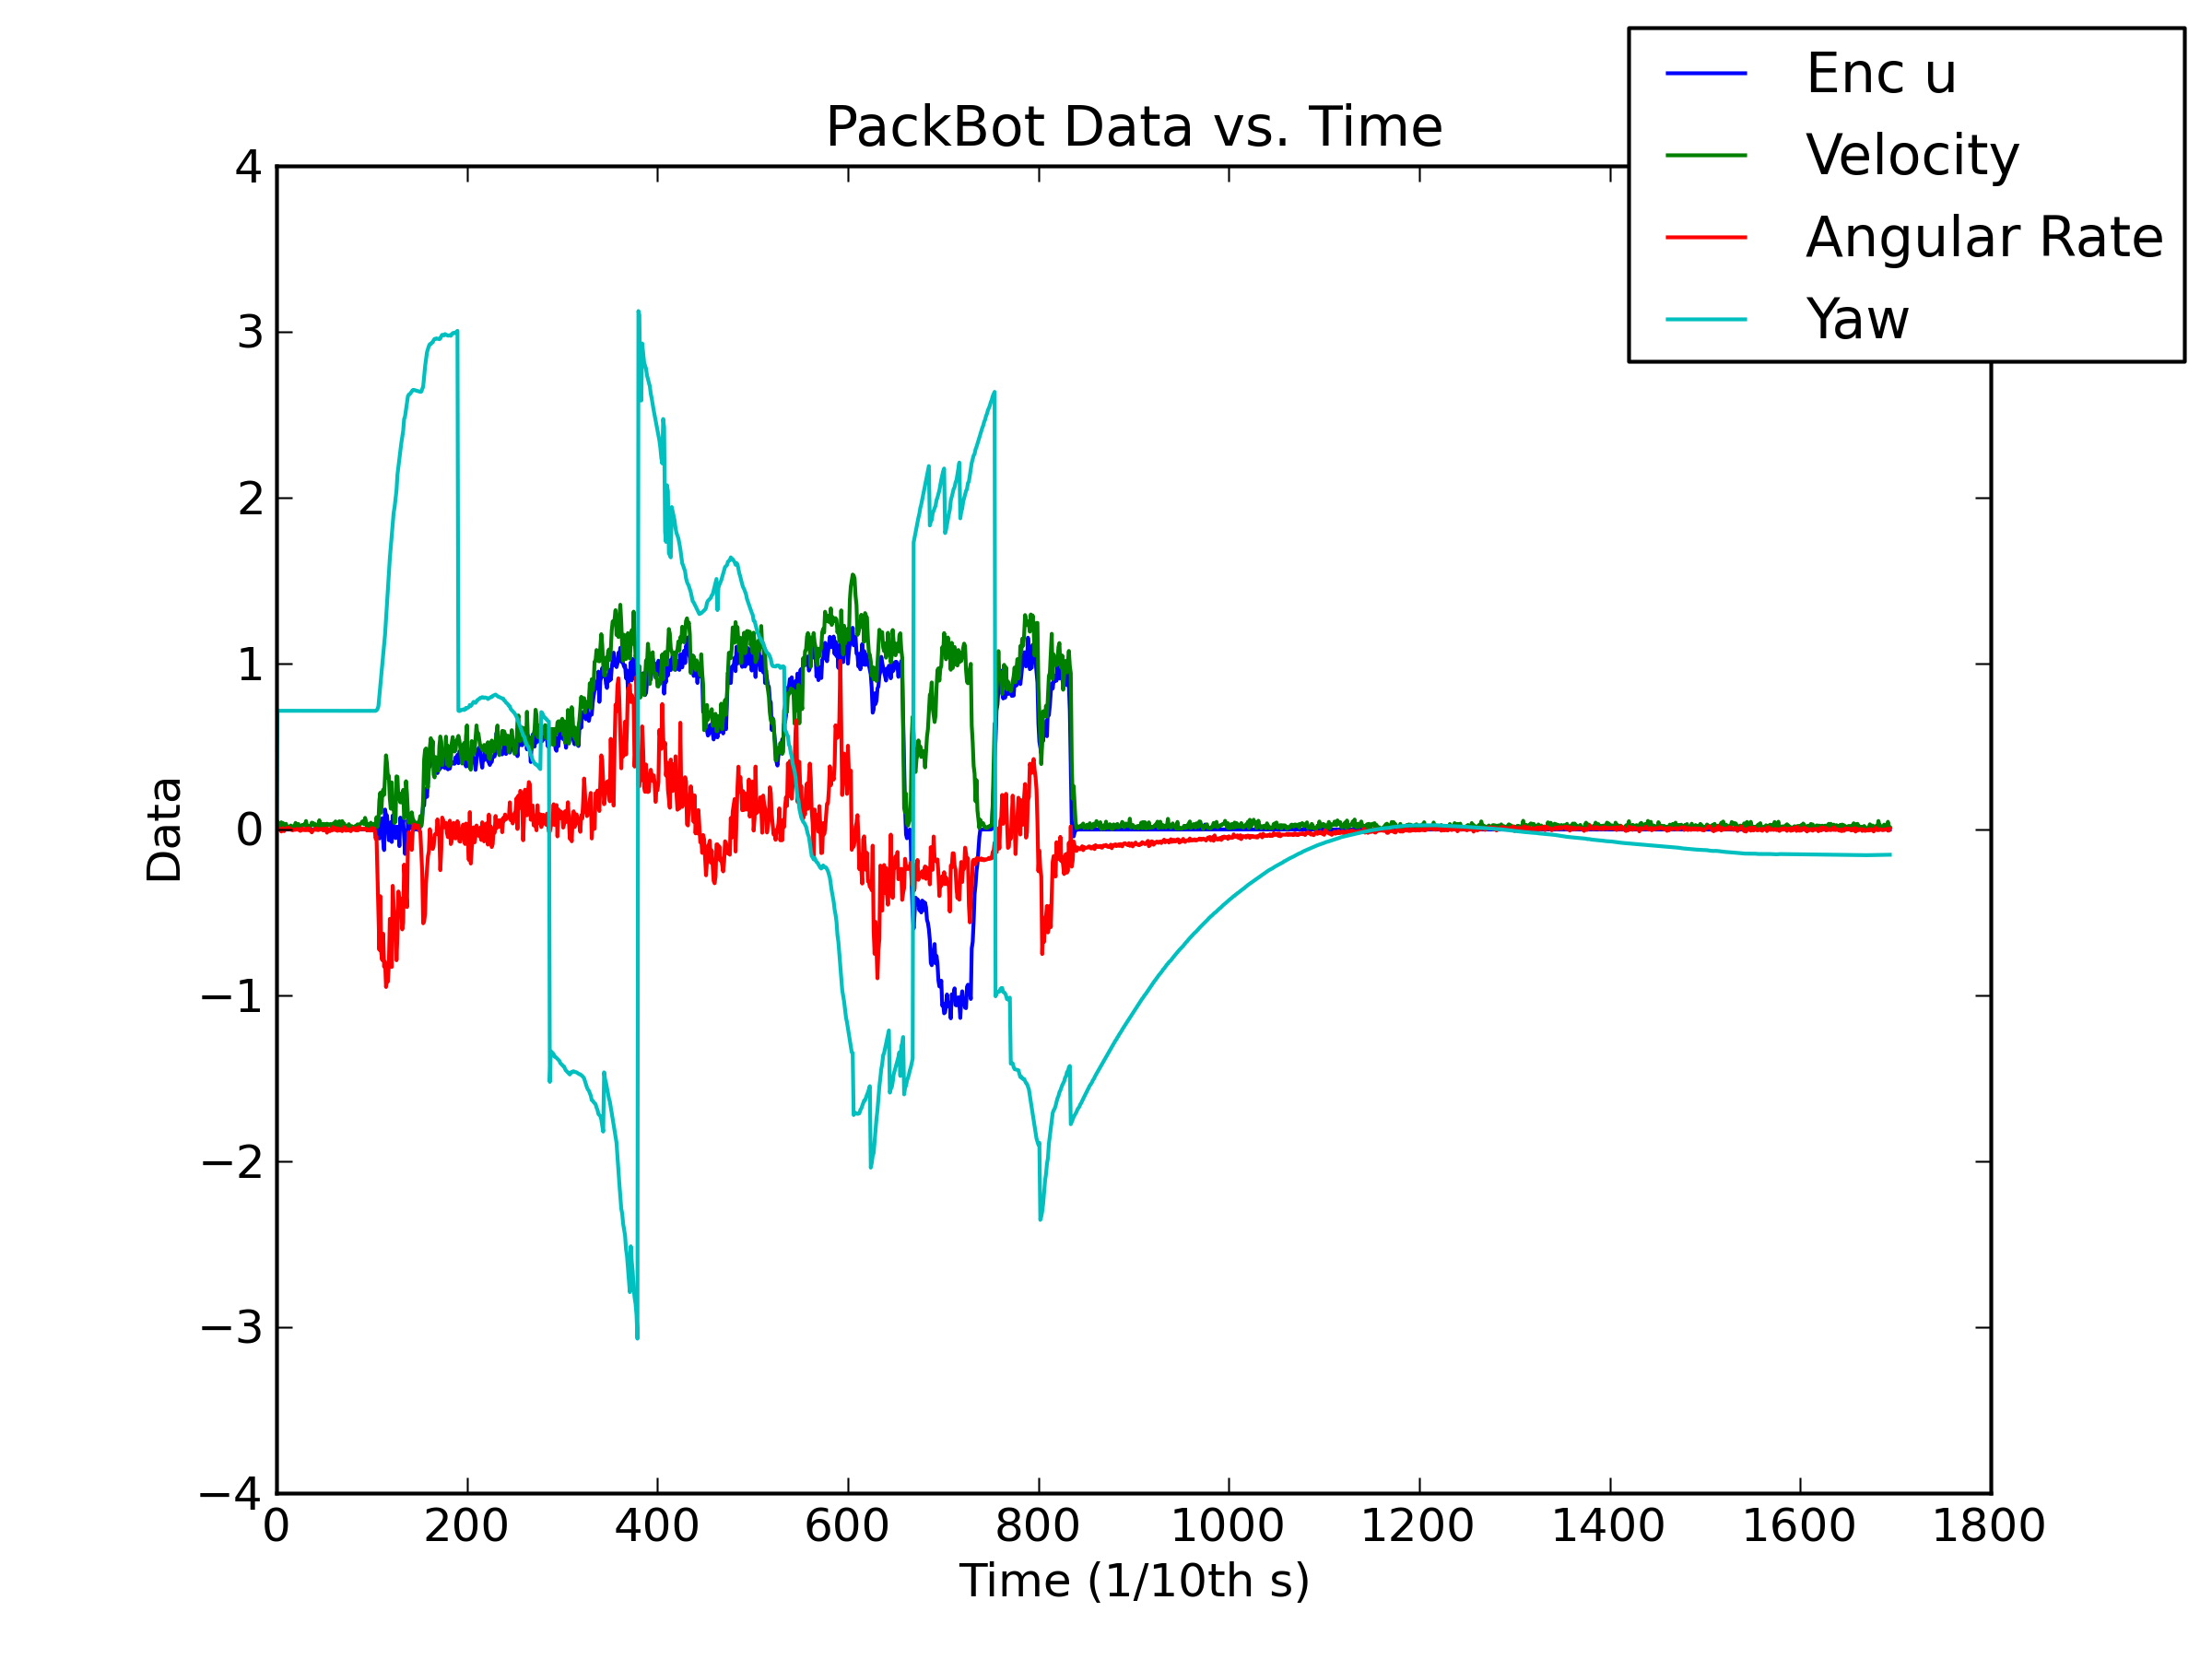 PackBot Data vs. Time
Enc u
Velocity
Angular Rate
Yaw
4
3
2
1
0
−1
−2
−3
−4
Data
0 200 400 600 800 1000 1200 1400 1600 1800
Time (1/10th s)